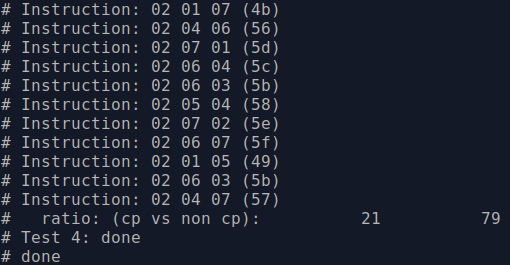 # Instruction: 02 01 07 (4b)
# Instruction: 02 04 06 (56)
# Instruction: 02 07 01 (5d)
# Instruction: 02 06 04 (5c)
# Instruction: 02 06 03 (5b)
# Instruction: 02 05 04 (58)
# Instruction: 02 07 02 (5e)
# Instruction: 02 06 07 (5f)
# Instruction: 02 01 05 (49)
# Instruction: 02 06 03 (5b)
# Instruction: 02 04 07 (57)
#   ratio: (cp vs non cp):          21          79
# Test 4: done
# done